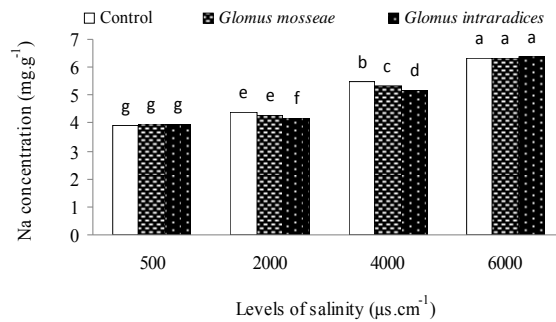 Control Glomus mosseae Glomus intraradices
Na concentration (mg.g⁻¹)
7
6
5
4
3
2
1
0
g g g
e e f
b c d
a a a
500 2000 4000 6000
Levels of salinity (μs.cm⁻¹)